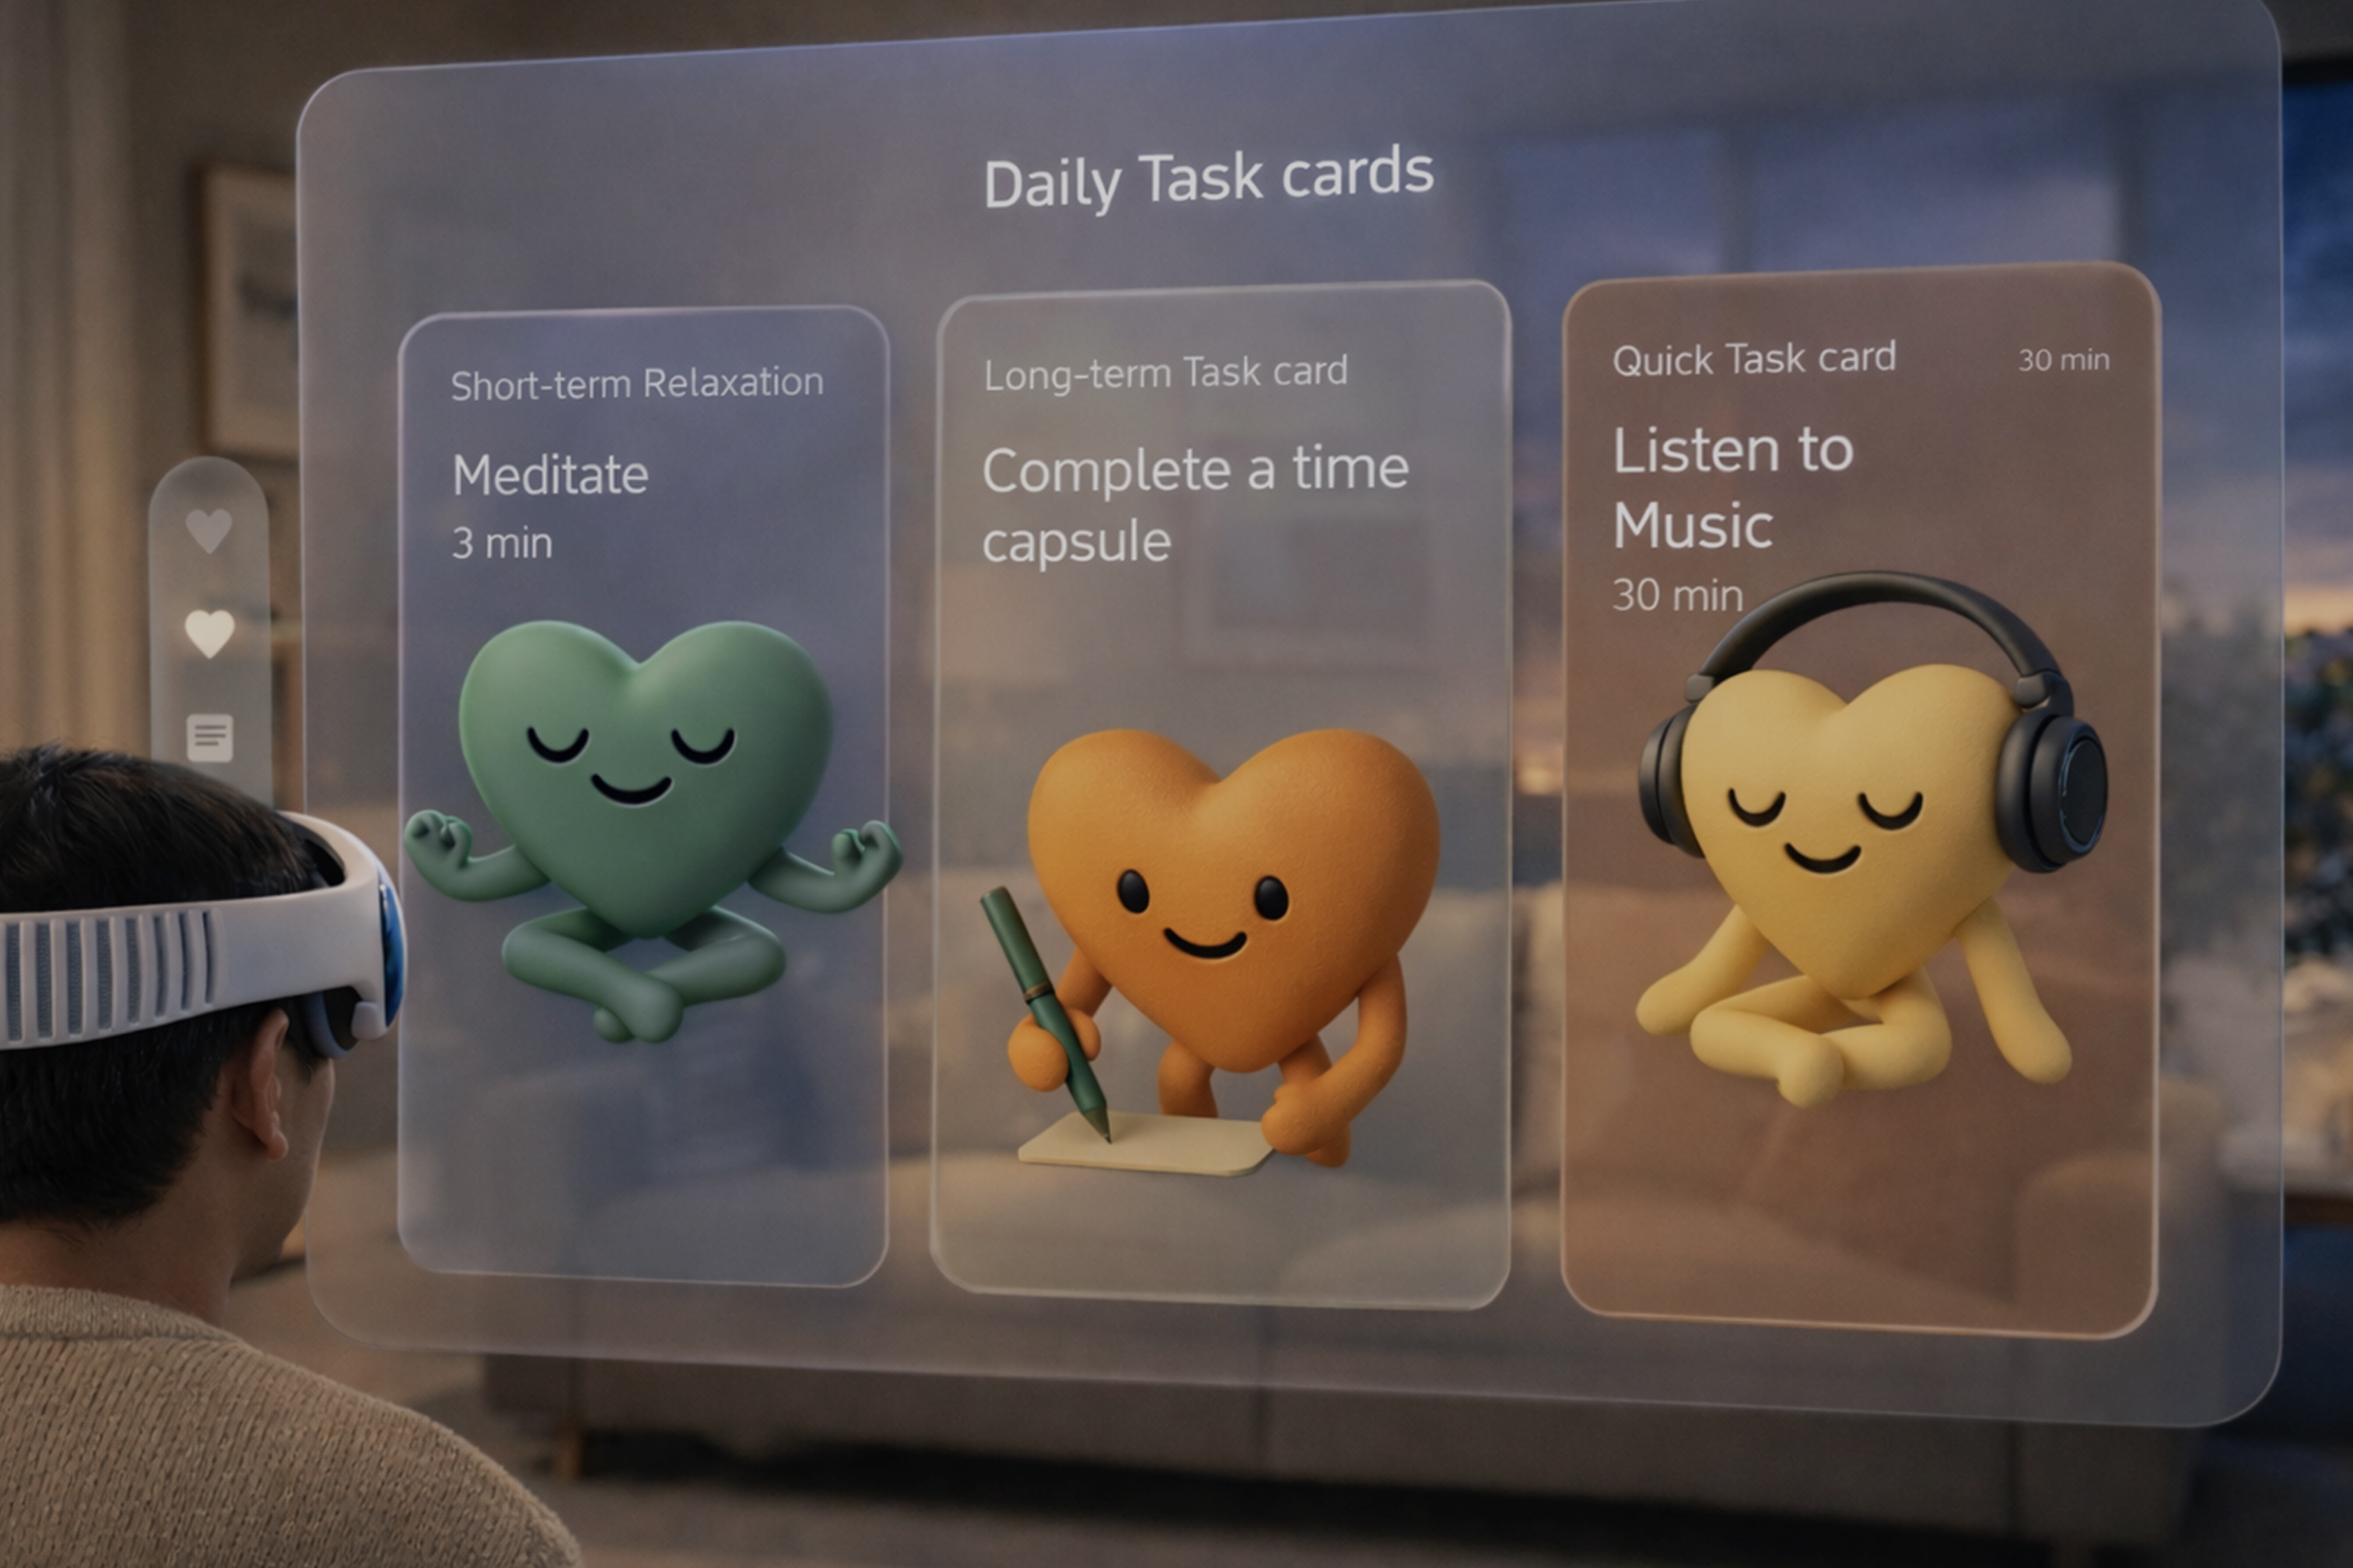 Daily Task cards
Short-term Relaxation
Meditate
3 min
Long-term Task card
Complete a time
capsule
Quick Task card
30 min
Listen to
Music
30 min